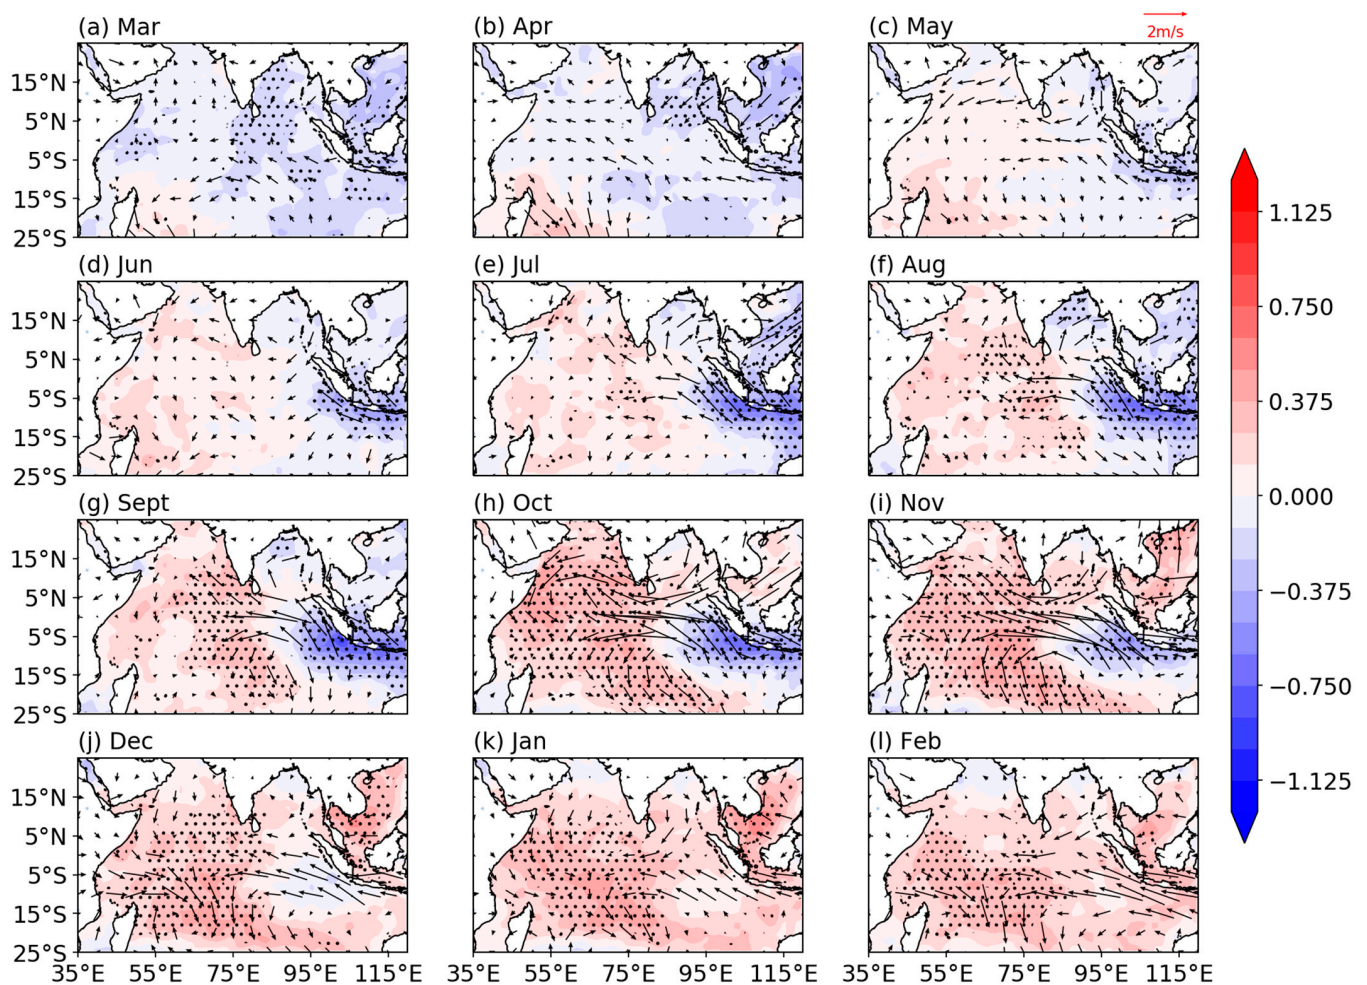 (a) Mar
(b) Apr
(c) May
2m/s
15°N
5°N
5°S
15°S
25°S
1.125
0.750
0.375
0.000
−0.375
−0.750
−1.125
(d) Jun
(e) Jul
(f) Aug
15°N
5°N
5°S
15°S
25°S
(g) Sept
(h) Oct
(i) Nov
15°N
5°N
5°S
15°S
25°S
(j) Dec
(k) Jan
(l) Feb
15°N
5°N
5°S
15°S
25°S
35°E 55°E 75°E 95°E 115°E
35°E 55°E 75°E 95°E 115°E
35°E 55°E 75°E 95°E 115°E